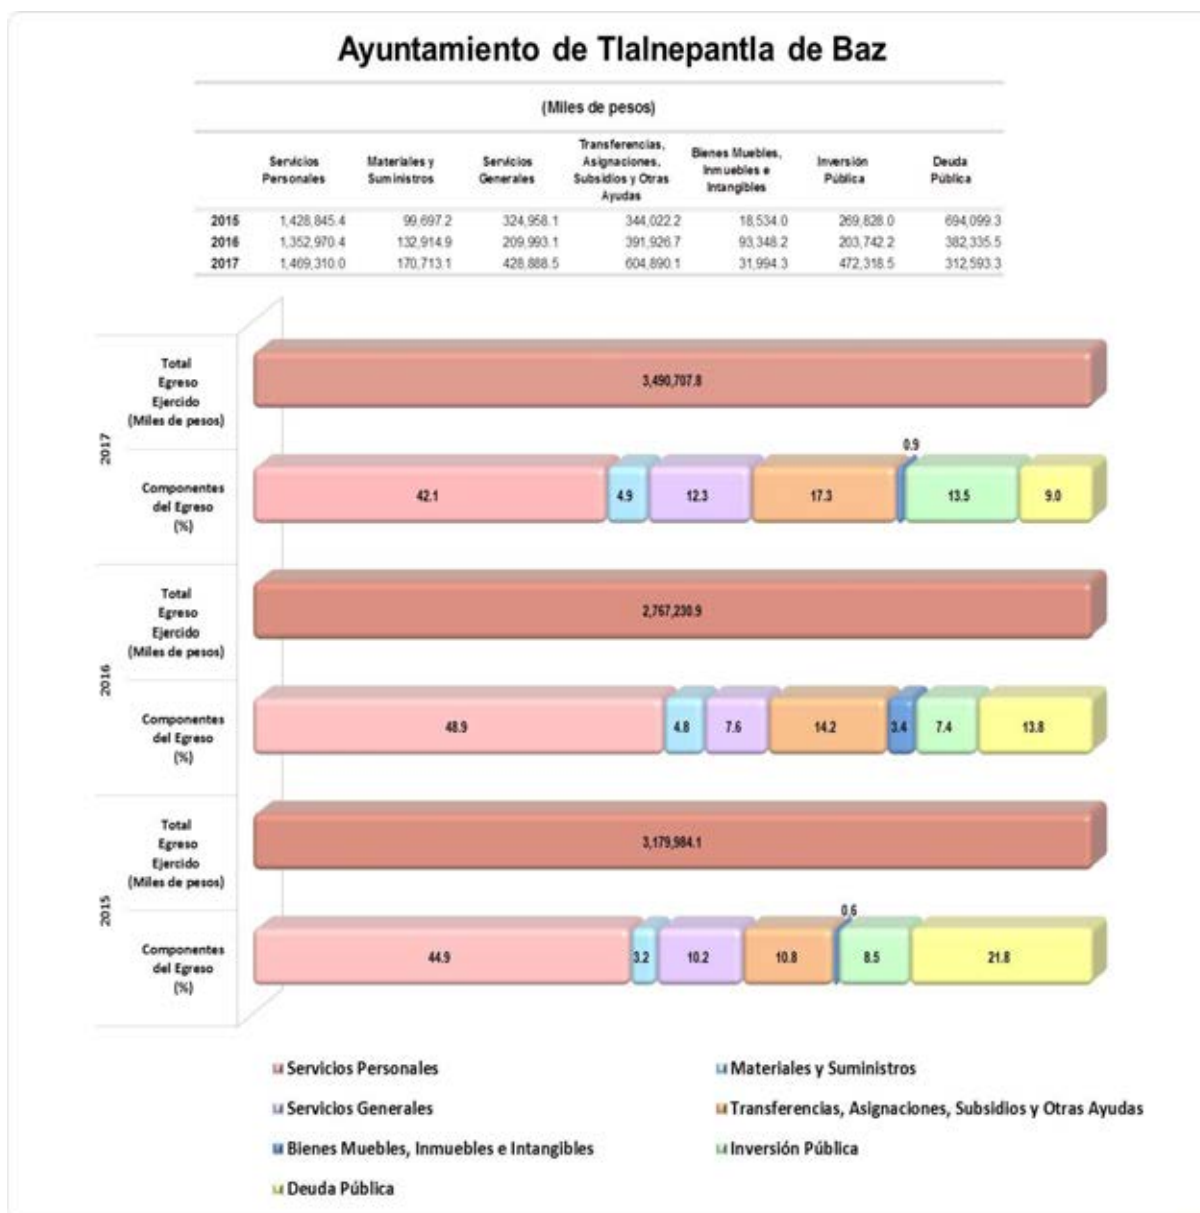 Ayuntamiento de Tlalnepantla de Baz
(Miles de pesos)
Servicios Personales
Materiales y Suministros
Servicios Generales
Transferencias, Asignaciones, Subsidios y Otras Ayudas
Bienes Muebles, Inmuebles e Intangibles
Inversión Pública
Deuda Pública
2015 1,428,845.4 99,697.2 324,958.1 344,022.2 18,534.0 269,828.0 694,099.3
2016 1,352,970.4 132,914.9 209,993.1 391,926.7 93,348.2 203,742.2 382,335.5
2017 1,469,310.0 170,713.1 428,888.5 604,890.1 31,994.3 472,318.5 312,593.3
2017
Total
Egreso
Ejercido
(Miles de pesos)
3,490,707.8
Componentes
del Egreso
(%)
42.1 4.9 12.3 17.3 0.9 13.5 9.0
2016
Total
Egreso
Ejercido
(Miles de pesos)
2,767,230.9
Componentes
del Egreso
(%)
48.9 4.8 7.6 14.2 3.4 7.4 13.8
2015
Total
Egreso
Ejercido
(Miles de pesos)
3,179,984.1
Componentes
del Egreso
(%)
44.9 3.2 10.2 10.8 0.6 8.5 21.8
Servicios Personales
Materiales y Suministros
Servicios Generales
Transferencias, Asignaciones, Subsidios y Otras Ayudas
Bienes Muebles, Inmuebles e Intangibles
Inversión Pública
Deuda Pública